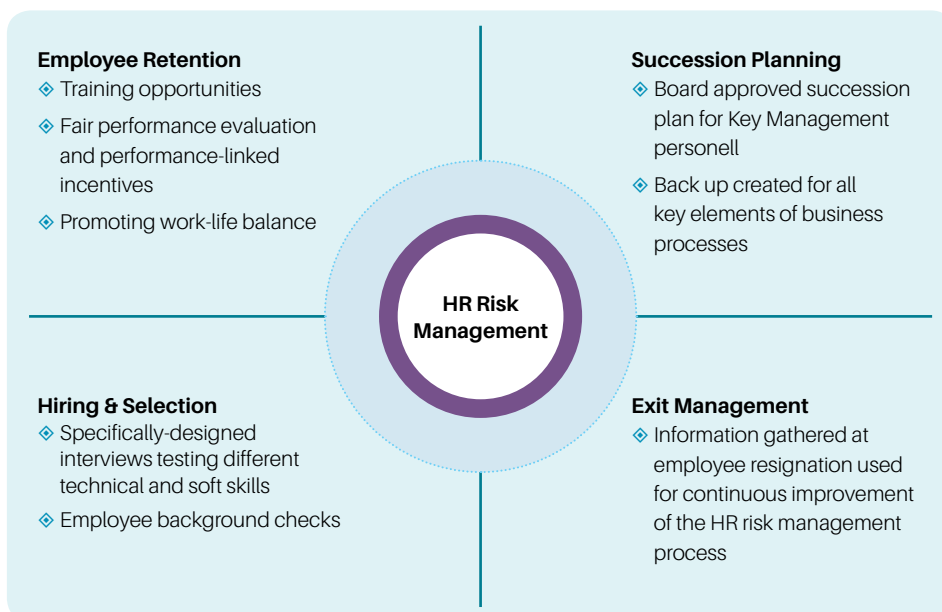 Employee Retention
Training opportunities
Fair performance evaluation
and performance-linked
incentives
Promoting work-life balance
Succession Planning
Board approved succession
plan for Key Management
personell
Back up created for all
key elements of business
processes
HR Risk
Management
Hiring & Selection
Specifically-designed
interviews testing different
technical and soft skills
Employee background checks
Exit Management
Information gathered at
employee resignation used
for continuous improvement
of the HR risk management
process